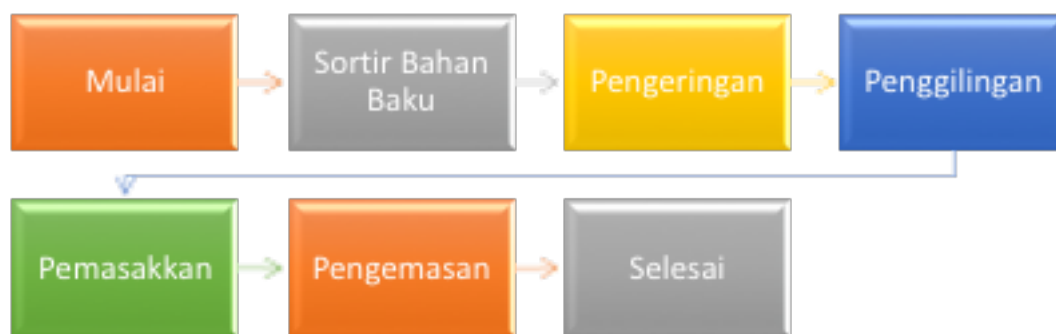 Mulai
Sortir Bahan
Baku
Pengeringan
Penggilingan
Pemasakkan
Pengemasan
Selesai